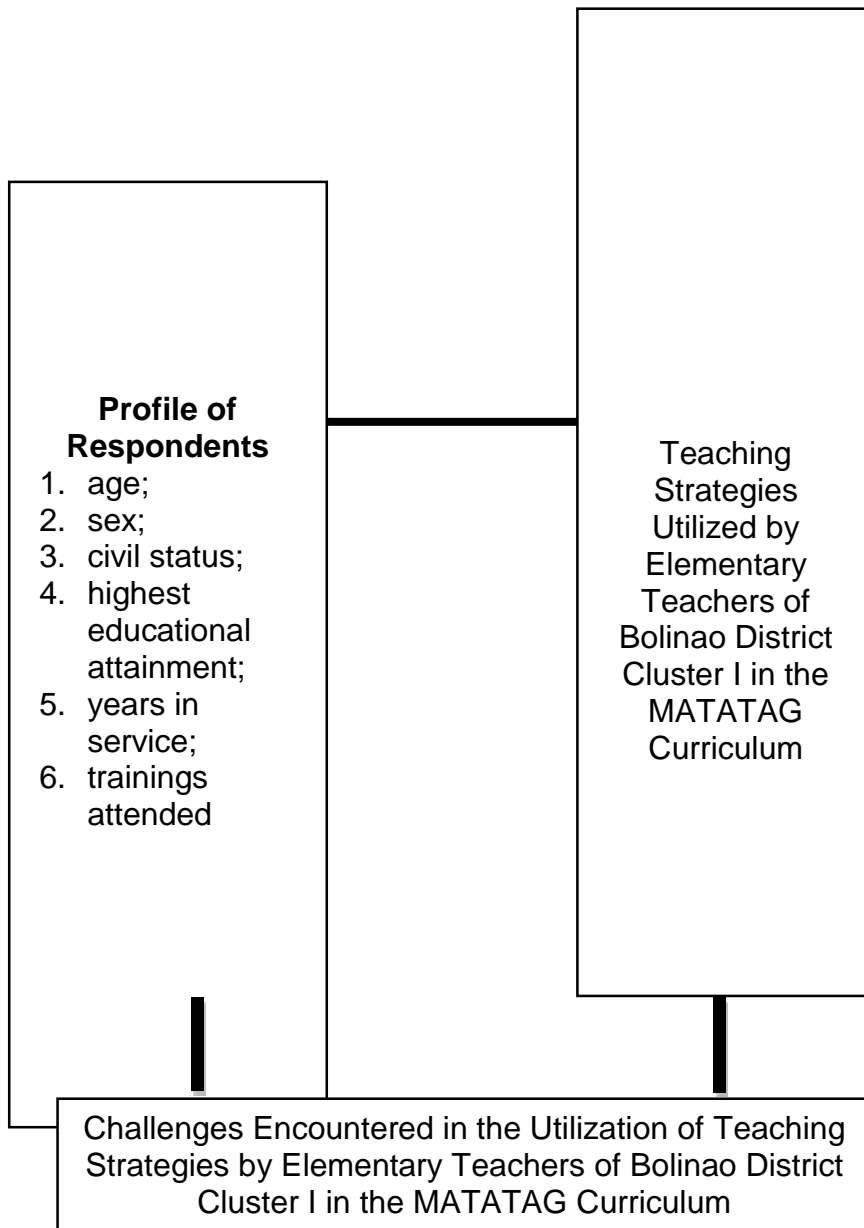 Profile of
Respondents
1. age;
2. sex;
3. civil status;
4. highest
educational
attainment;
5. years in
service;
6. trainings
attended
Teaching
Strategies
Utilized by
Elementary
Teachers of
Bolinao District
Cluster I in the
MATATAG
Curriculum
Challenges Encountered in the Utilization of Teaching
Strategies by Elementary Teachers of Bolinao District
Cluster I in the MATATAG Curriculum